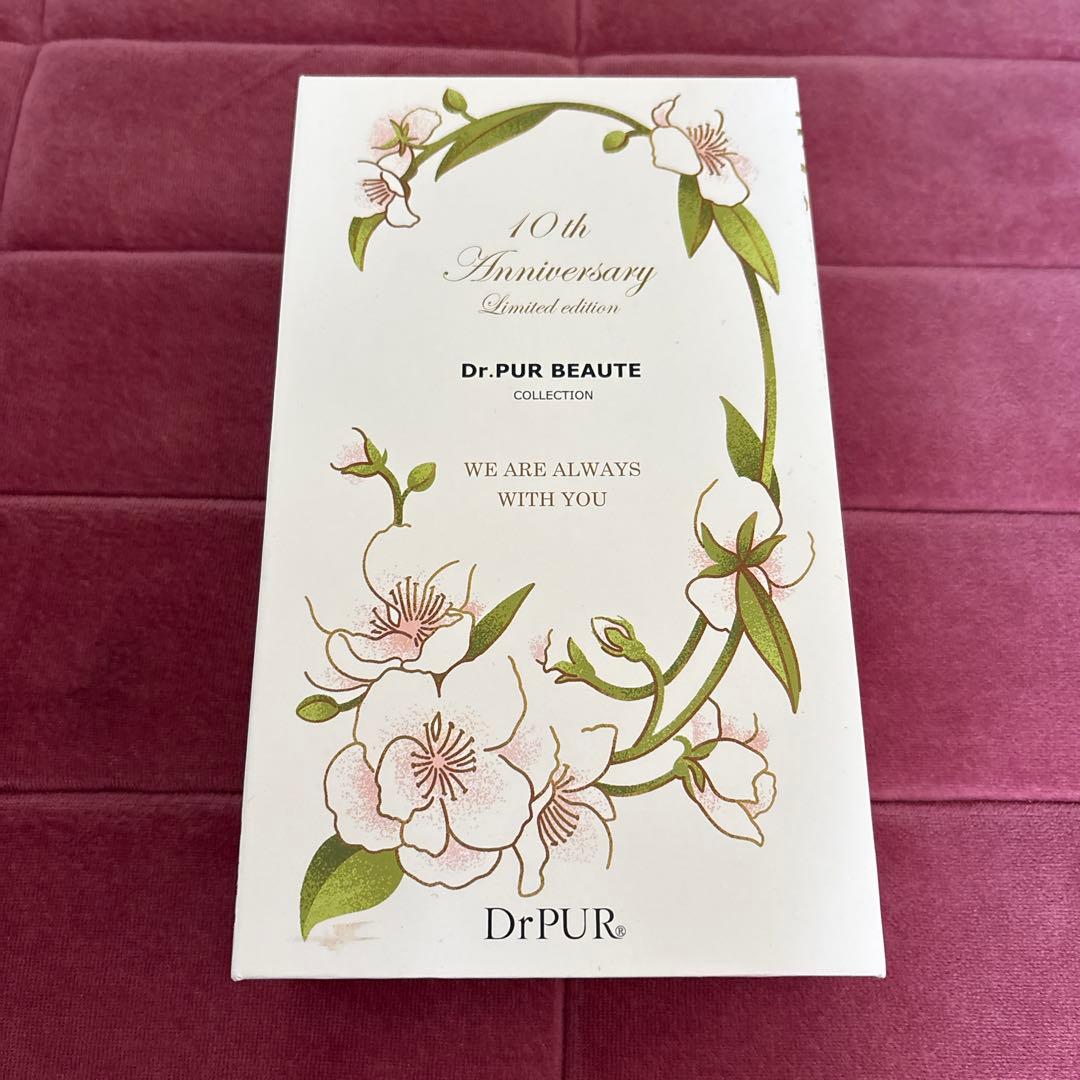 10th
Anniversary
Limited edition
Dr.PUR BEAUTE
COLLECTION
WE ARE ALWAYS
WITH YOU
DrPUR®